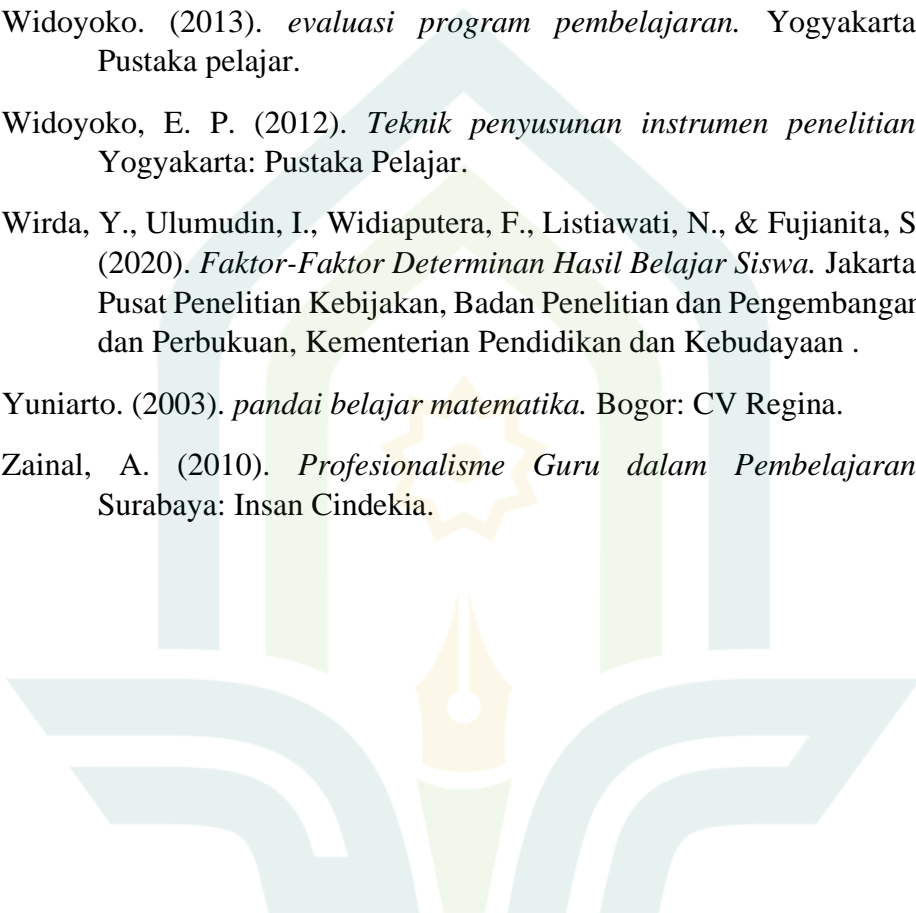 Widoyoko. (2013). evaluasi program pembelajaran. Yogyakarta
Pustaka pelajar.
Widoyoko, E. P. (2012). Teknik penyusunan instrumen penelitian
Yogyakarta: Pustaka Pelajar.
Wirda, Y., Ulumudin, I., Widiaputera, F., Listiawati, N., & Fujianita, S
(2020). Faktor-Faktor Determinan Hasil Belajar Siswa. Jakarta
Pusat Penelitian Kebijakan, Badan Penelitian dan Pengembangan
dan Perbukuan, Kementerian Pendidikan dan Kebudayaan .
Yuniarto. (2003). pandai belajar matematika. Bogor: CV Regina.
Zainal, A. (2010). Profesionalisme Guru dalam Pembelajaran
Surabaya: Insan Cindekia.